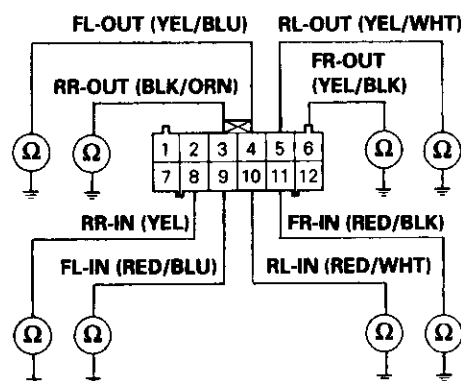 FL-OUT (YEL/BLU) RL-OUT (YEL/WHT)
RR-OUT (BLK/ORN) FR-OUT
(YEL/BLK)
1 2 3 4 5 6
Ω Ω Ω Ω
7 8 9 10 11 12
RR-IN (YEL) FR-IN (RED/BLK)
FL-IN (RED/BLU) RL-IN (RED/WHT)
Ω Ω Ω Ω